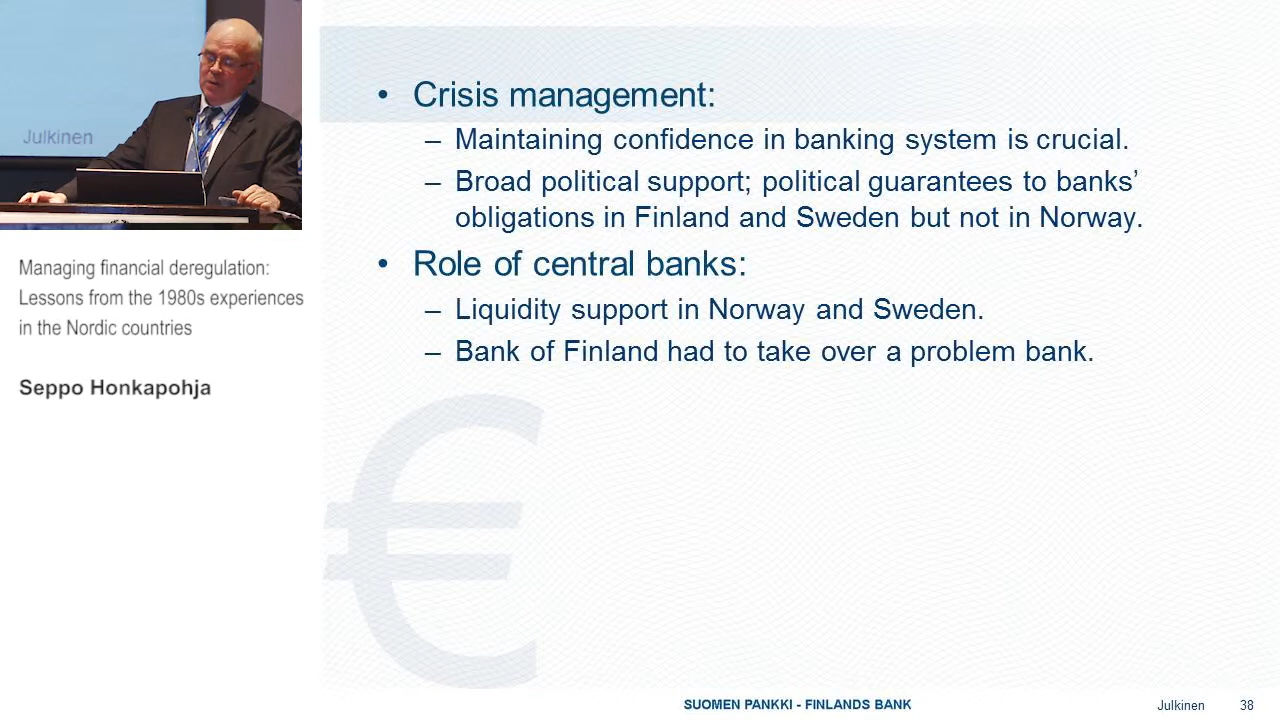 Julkinen
Managing financial deregulation:
Lessons from the 1980s experiences
in the Nordic countries
Seppo Honkapohja
• Crisis management:
– Maintaining confidence in banking system is crucial.
– Broad political support; political guarantees to banks’
obligations in Finland and Sweden but not in Norway.
• Role of central banks:
– Liquidity support in Norway and Sweden.
– Bank of Finland had to take over a problem bank.
€
SUOMEN PANKKI - FINLANDS BANK
Julkinen 38